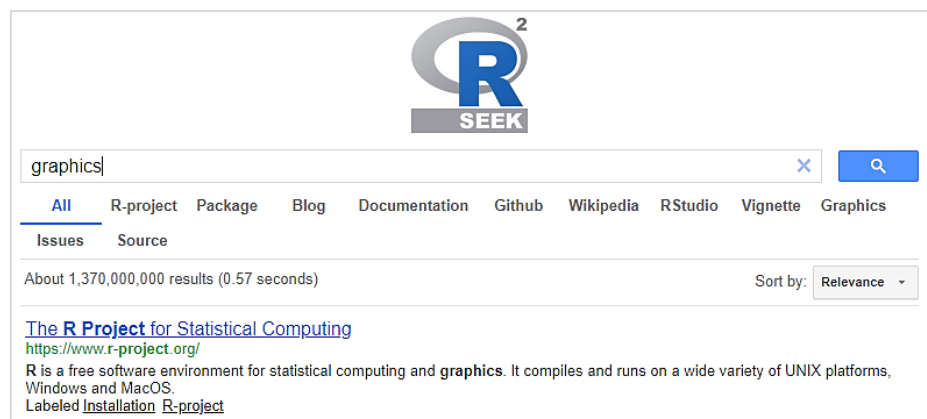 R 2
SEEK
graphics
All R-project Package Blog Documentation Github Wikipedia RStudio Vignette Graphics
Issues Source
About 1,370,000,000 results (0.57 seconds) Sort by: Relevance
The R Project for Statistical Computing
https://www.r-project.org/
R is a free software environment for statistical computing and graphics. It compiles and runs on a wide variety of UNIX platforms,
Windows and MacOS.
Labeled Installation R-project